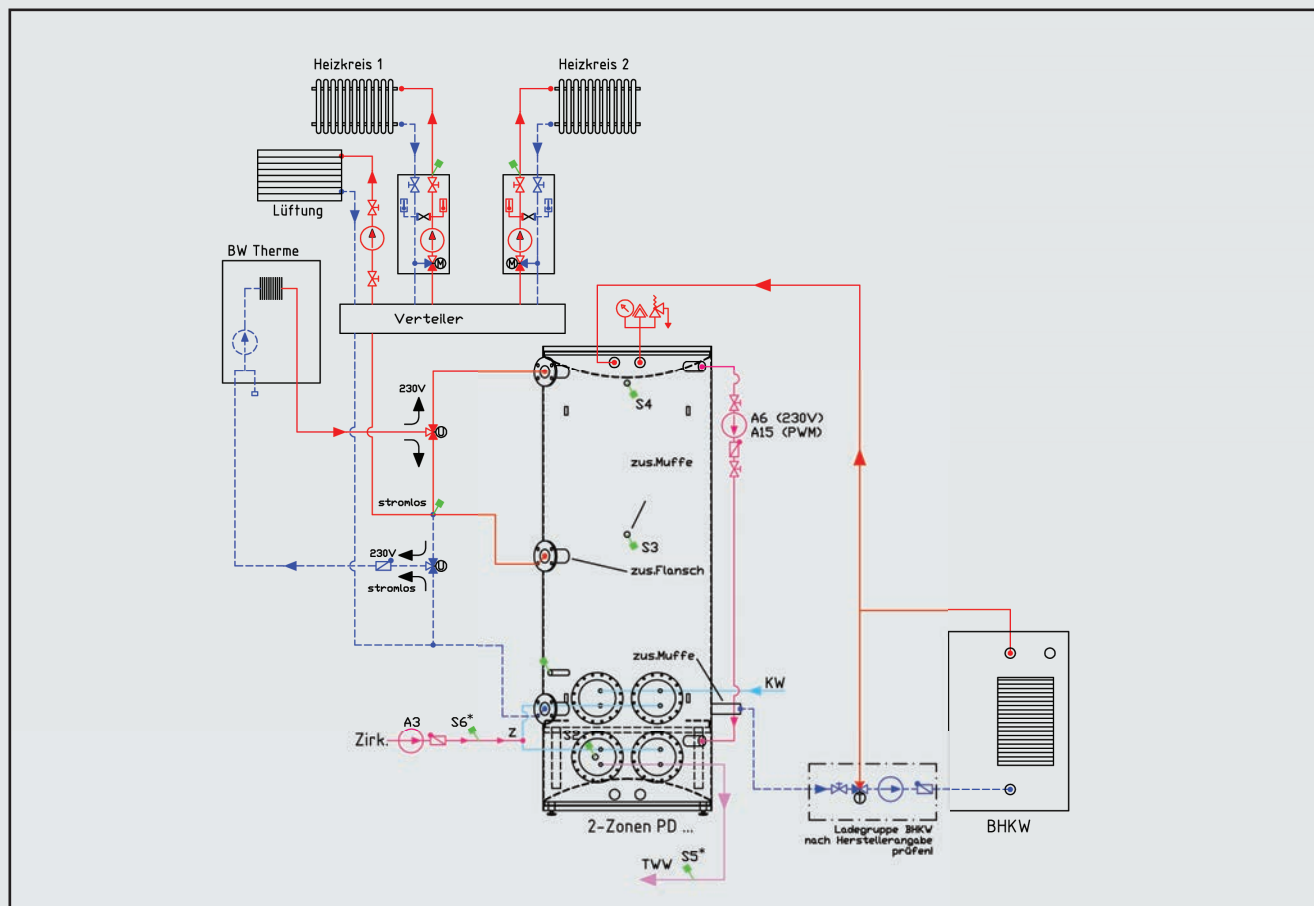 Heizkreis 1
Heizkreis 2
Lüftung
BW Therme
Verteiler
230V
S4
A6 (230V)
A15 (PWM)
zus.Muffe
stromlos
S3
230V
zus.Flansch
stromlos
zus.Muffe
KW
A3
S6*
Zirk.
Z
S2
M
M
2-Zonen PD ...
Ladegruppe BHKW
nach Herstellerangabe
prüfen!
BHKW
TWW
S5*